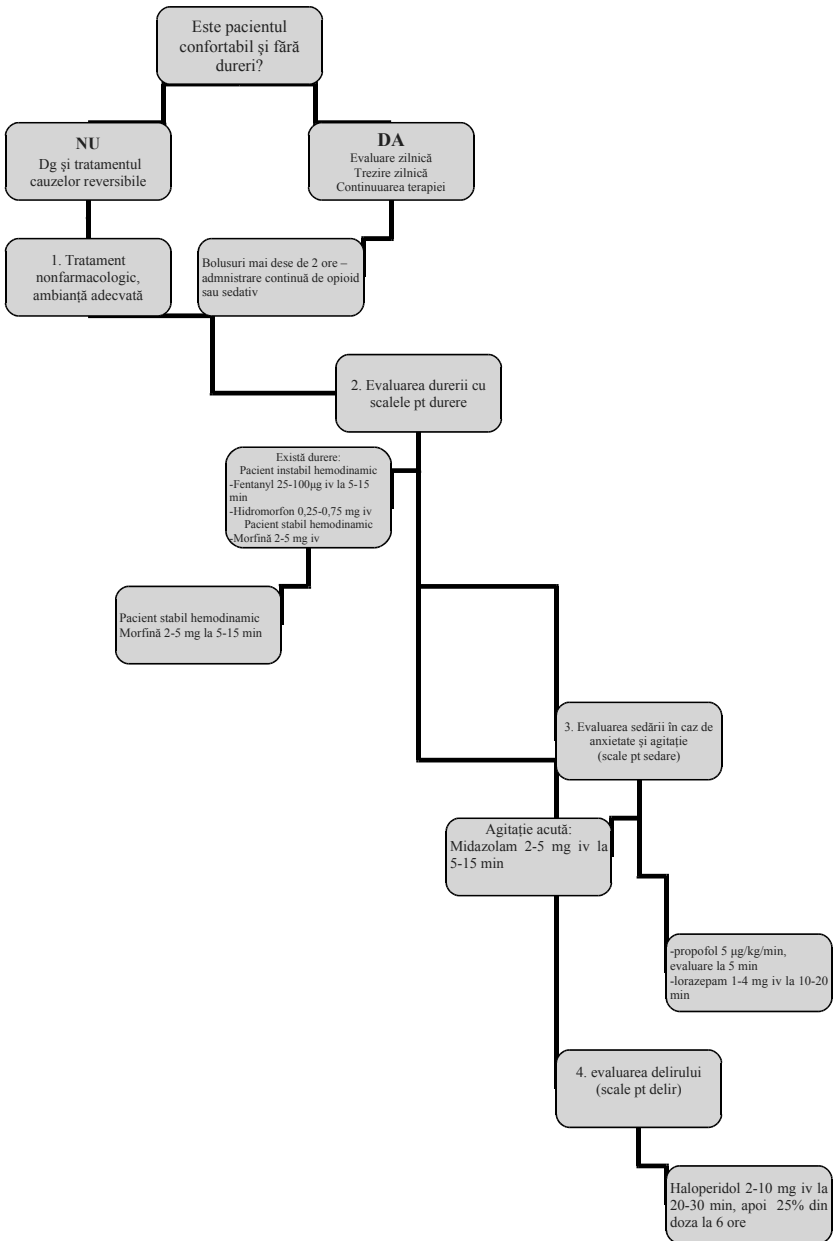 Este pacientul
confortabil şi fără
dureri?
NU
Dg şi tratamentul
cauzelor reversibile
DA
Evaluare zilnică
Trezire zilnică
Continuuarea terapiei
1. Tratament
nonfarmacologic,
ambianță adecvată
Bolusuri mai dese de 2 ore –
admnistrare continuă de opioid
sau sedativ
2. Evaluarea durerii cu
scalele pt durere
Există durere:
Pacient instabil hemodinamic
-Fentanyl 25-100μg iv la 5-15
min
-Hidromorfon 0,25-0,75 mg iv
Pacient stabil hemodinamic
-Morfină 2-5 mg iv
Pacient stabil hemodinamic
Morfină 2-5 mg la 5-15 min
3. Evaluarea sedării în caz de
anxietate şi agitație
(scale pt sedare)
Agitație acută:
Midazolam 2-5 mg iv la
5-15 min
-propofol 5 μg/kg/min,
evaluare la 5 min
-lorazepam 1-4 mg iv la 10-20
min
4. evaluarea delirului
(scale pt delir)
Haloperidol 2-10 mg iv la
20-30 min, apoi 25% din
doza la 6 ore